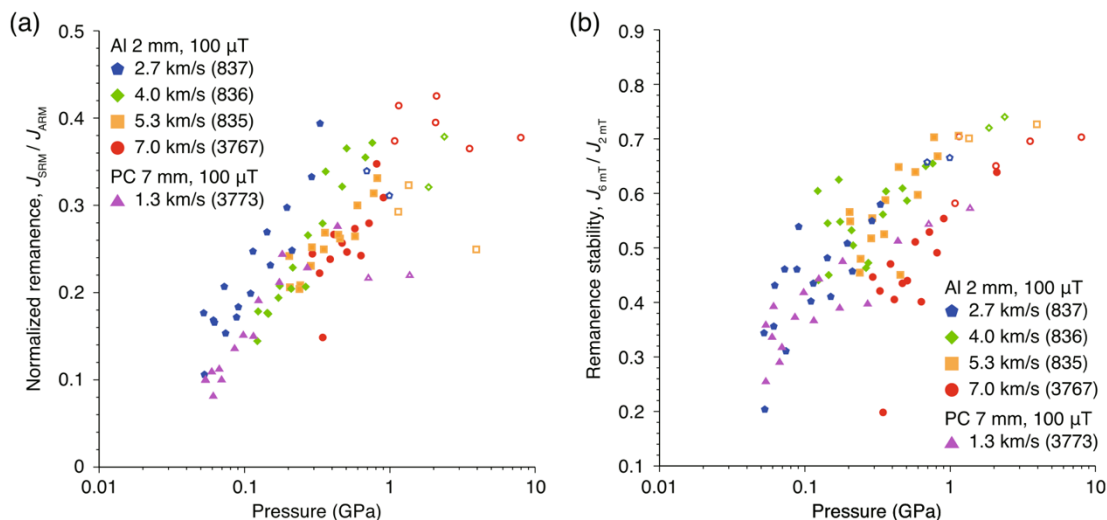 (a)
0.5
0.4
0.3
0.2
0.1
0
Normalized remanence, J_SRM / J_ARM
Al 2 mm, 100 µT
2.7 km/s (837)
4.0 km/s (836)
5.3 km/s (835)
7.0 km/s (3767)
PC 7 mm, 100 µT
1.3 km/s (3773)
0.01 0.1 1 10
Pressure (GPa)
(b)
0.9
0.8
0.7
0.6
0.5
0.4
0.3
0.2
0.1
Remanence stability, J_6 mT / J_2 mT
Al 2 mm, 100 µT
2.7 km/s (837)
4.0 km/s (836)
5.3 km/s (835)
7.0 km/s (3767)
PC 7 mm, 100 µT
1.3 km/s (3773)
0.01 0.1 1 10
Pressure (GPa)